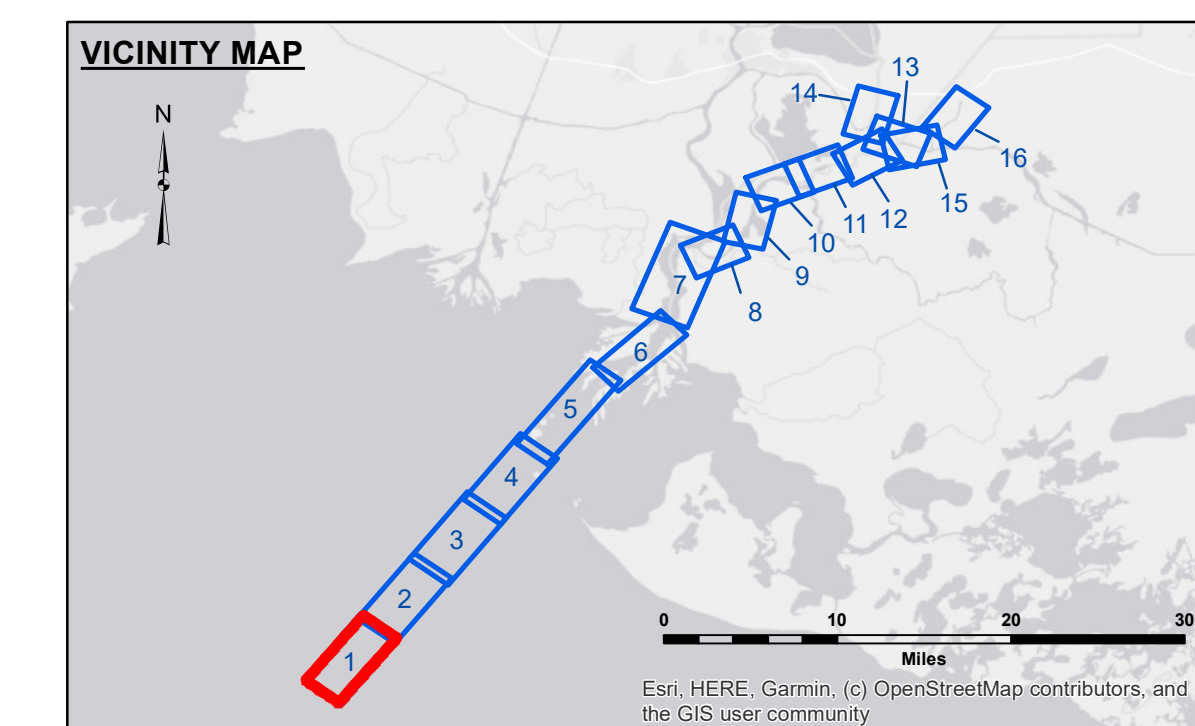 VICINITY MAP
N
13
14
16
15
12
11
10
9
8
7
6
5
4
3
2
1
0 10 20 30
Miles
Esri, HERE, Garmin, (c) OpenStreetMap contributors, and
the GIS user community